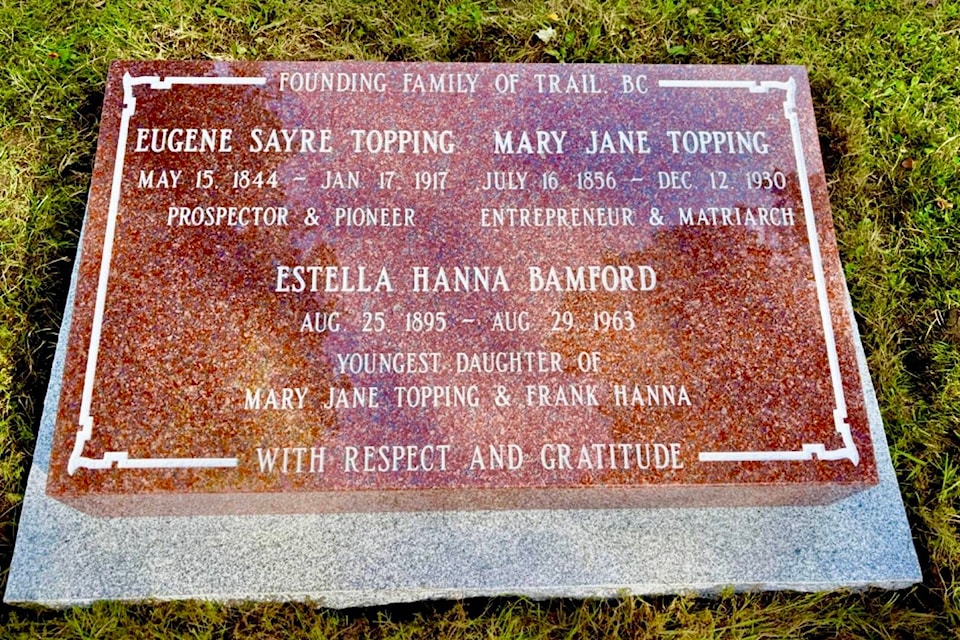 FOUNDING FAMILY OF TRAIL, BC
EUGENE SAYRE TOPPING MARY JANE TOPPING
MAY 15, 1844 – JAN 17, 1917 JULY 16, 1856 – DEC 12, 1930
PROSPECTOR & PIONEER ENTREPRENEUR & MATRIARCH
ESTELLA HANNA BAMFORD
AUG 25 1895 – AUG 29, 1963
YOUNGEST DAUGHTER OF
MARY JANE TOPPING & FRANK HANNA
WITH RESPECT AND GRATITUDE